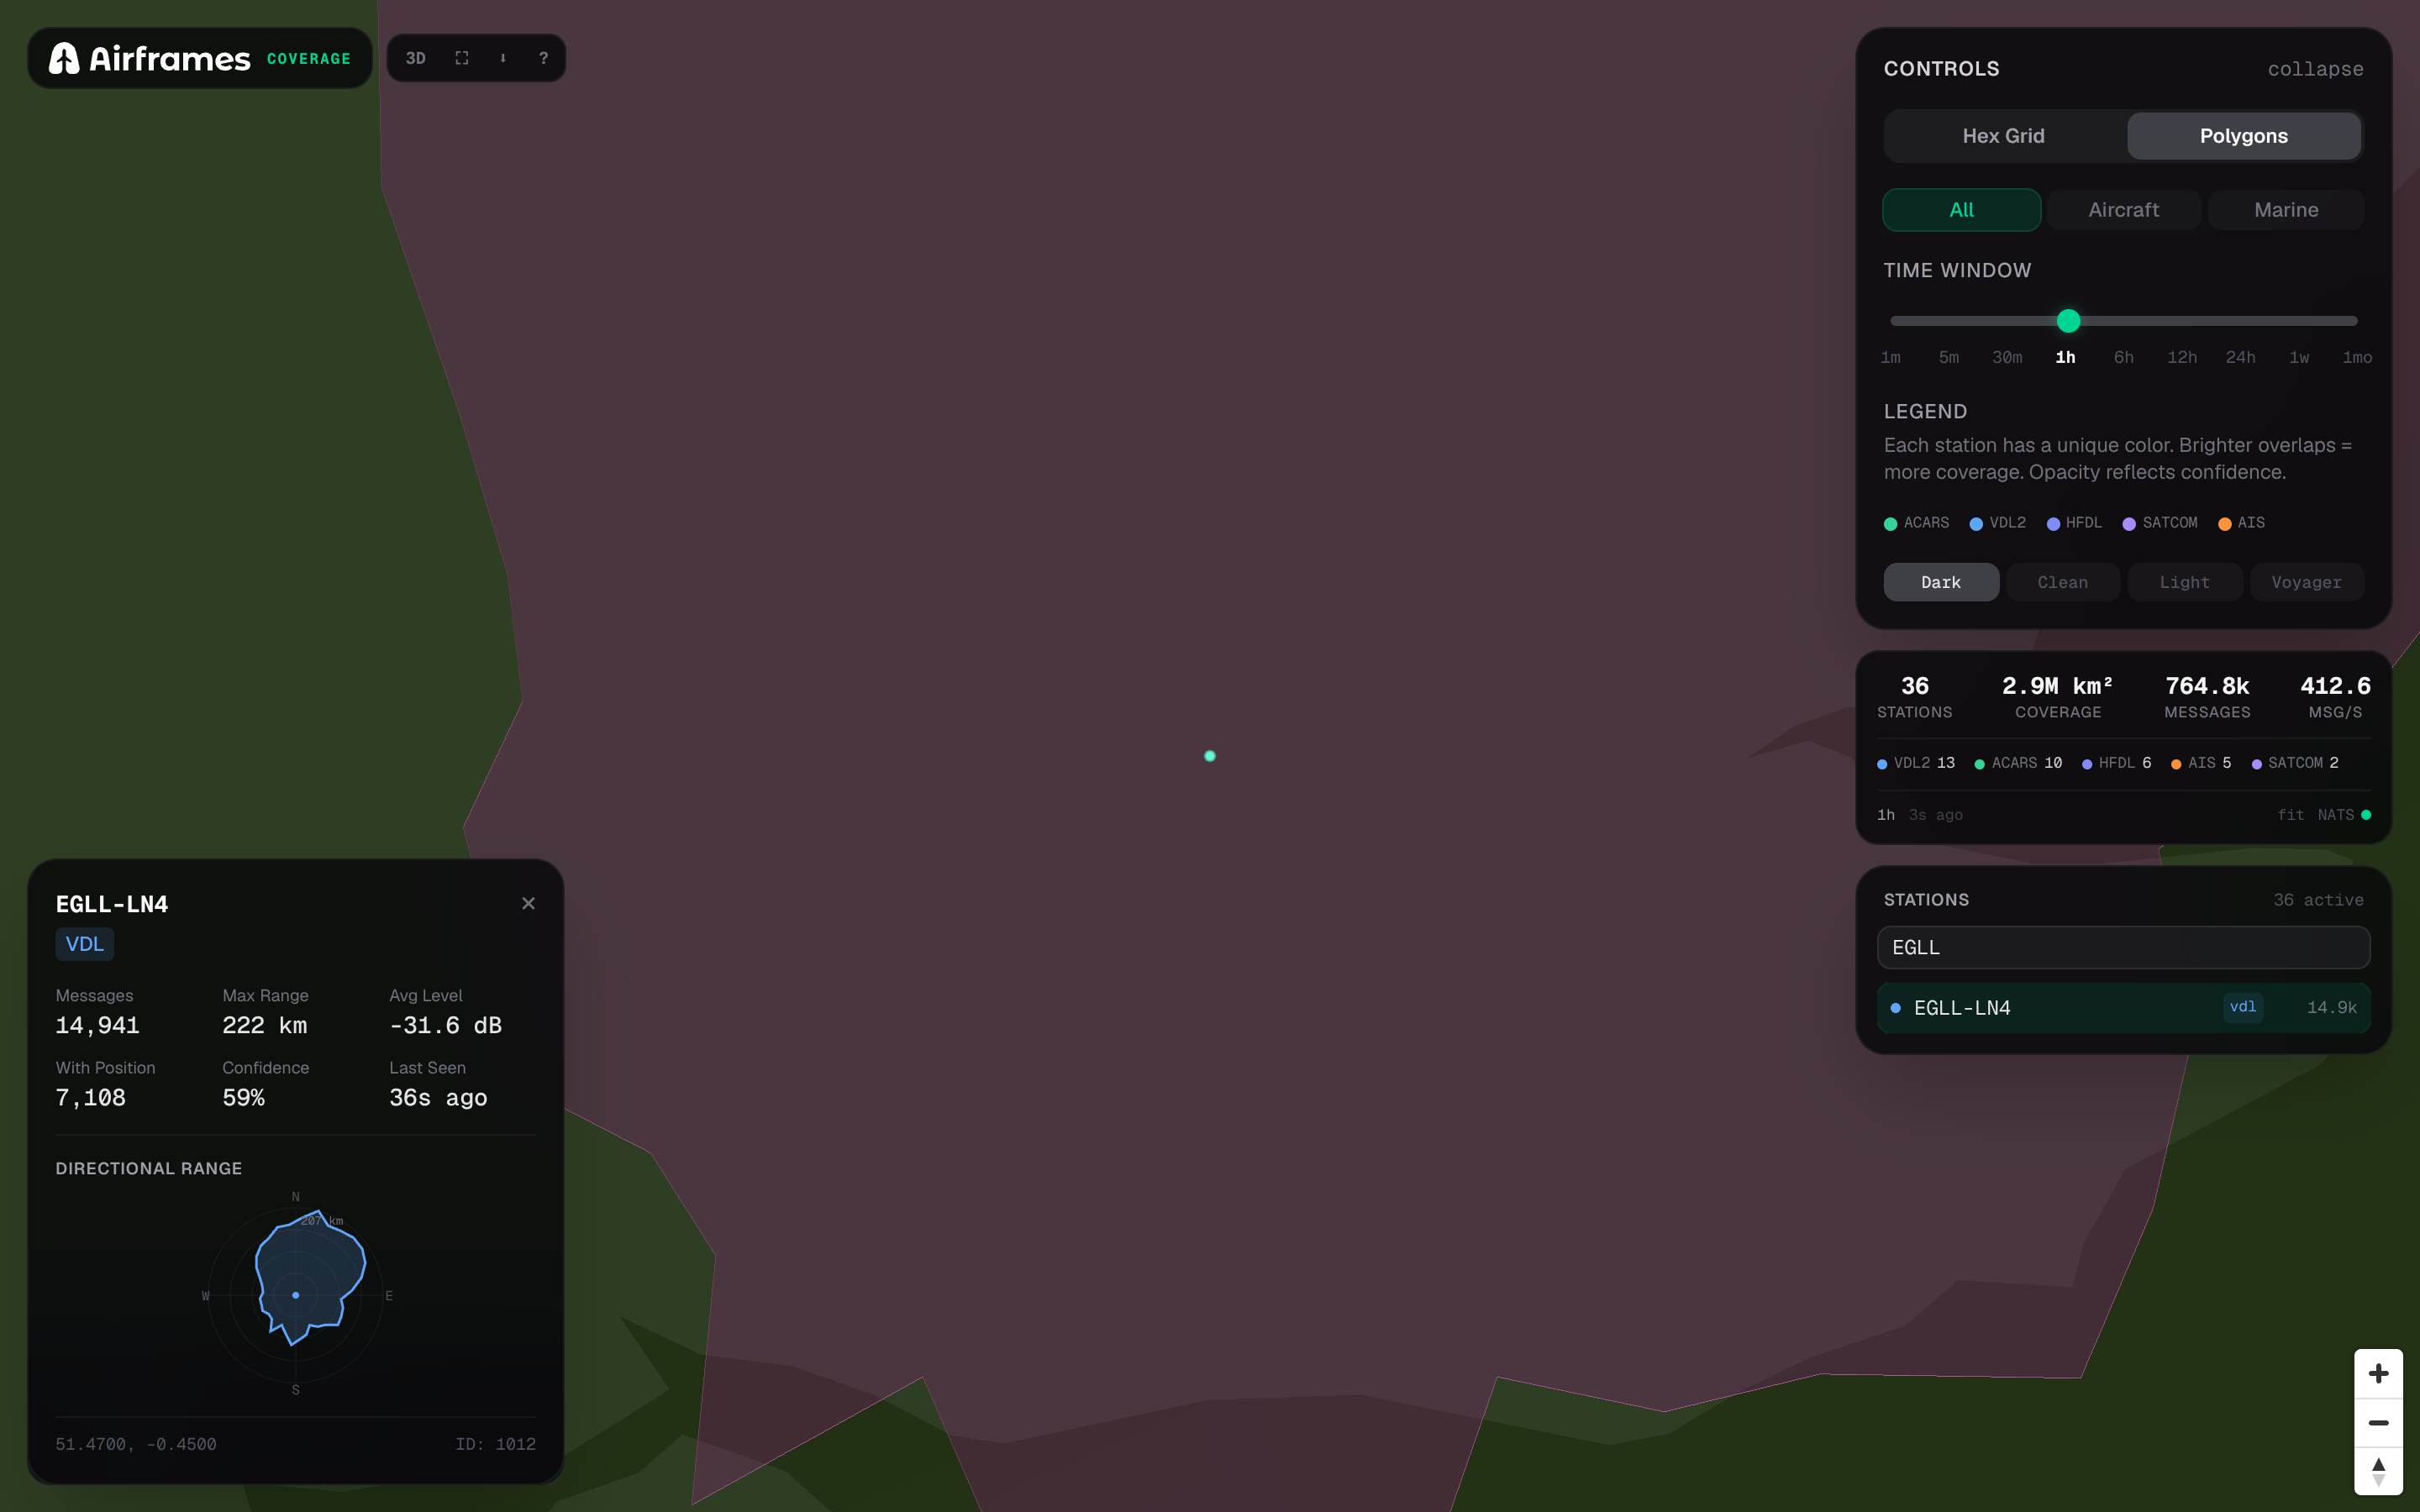 Airframes COVERAGE
3D ?
CONTROLS collapse
Hex Grid Polygons
All Aircraft Marine
TIME WINDOW
1m 5m 30m 1h 6h 12h 24h 1w 1mo
LEGEND
Each station has a unique color. Brighter overlaps =
more coverage. Opacity reflects confidence.
ACARS VDL2 HFDL SATCOM AIS
Dark Clean Light Voyager
36 2.9M km² 764.8k 412.6
STATIONS COVERAGE MESSAGES MSG/S
VDL2 13 ACARS 10 HFDL 6 AIS 5 SATCOM 2
1h 3s ago fit NATS
STATIONS 36 active
EGLL
EGLL-LN4 vdl 14.9k
EGLL-LN4
VDL
Messages Max Range Avg Level
14,941 222 km -31.6 dB
With Position Confidence Last Seen
7,108 59% 36s ago
DIRECTIONAL RANGE
N
207 km
W E
S
51.4700, -0.4500 ID: 1012